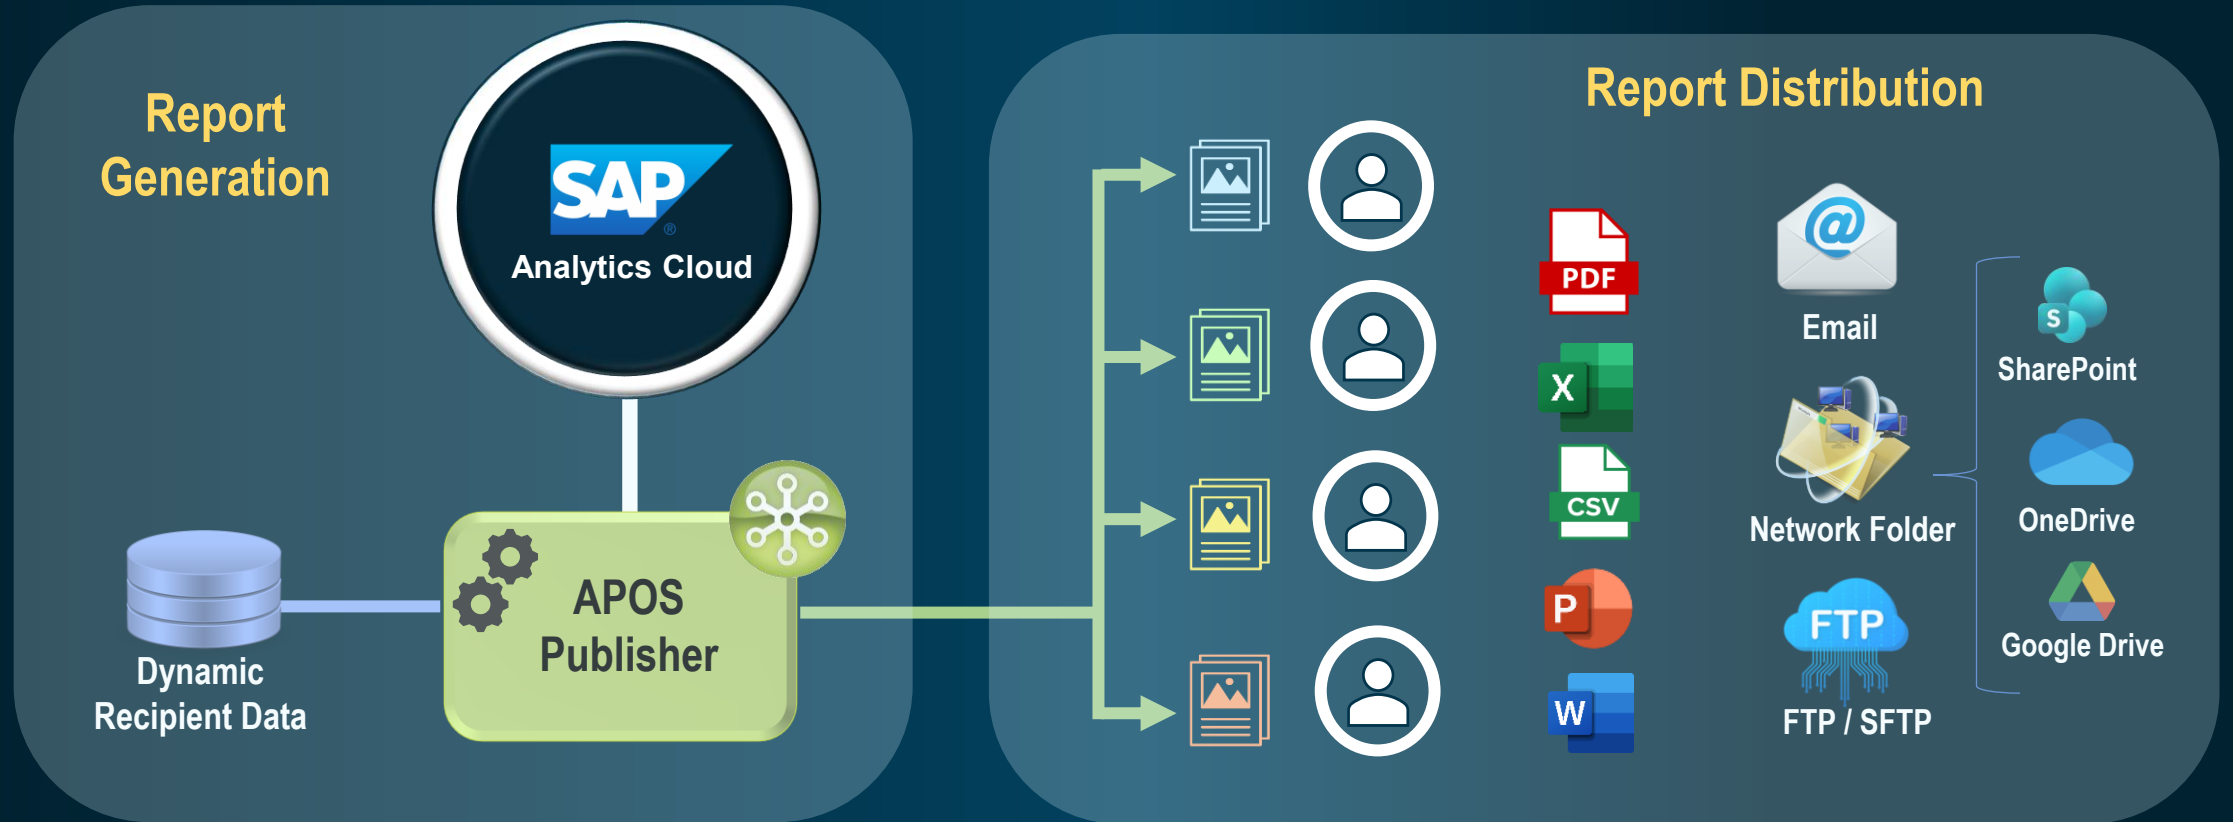 Report
Generation
SAP
®
Analytics Cloud
APOS
Publisher
Dynamic
Recipient Data
Report Distribution
PDF
X
CSV
P
W
@
Email
Network Folder
FTP
FTP / SFTP
S
SharePoint
OneDrive
Google Drive